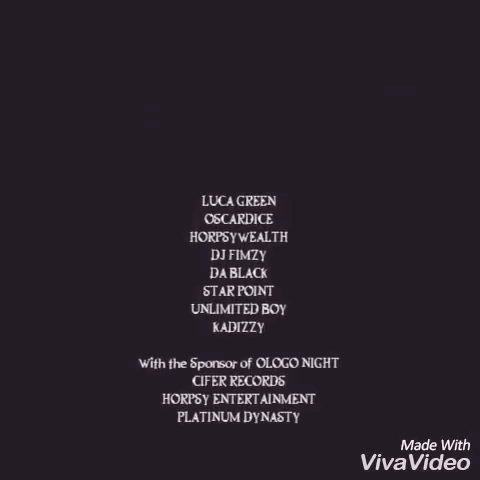 LUCA GREEN
OSCARDICE
HORPSYWEALTH
DJ FIMZY
DA BLACK
STAR POINT
UNLIMITED BOY
KADIZZY
With the Sponsor of OLOGO NIGHT
CIFER RECORDS
HORPSY ENTERTAINMENT
PLATINUM DYNASTY
Made With
VivaVideo